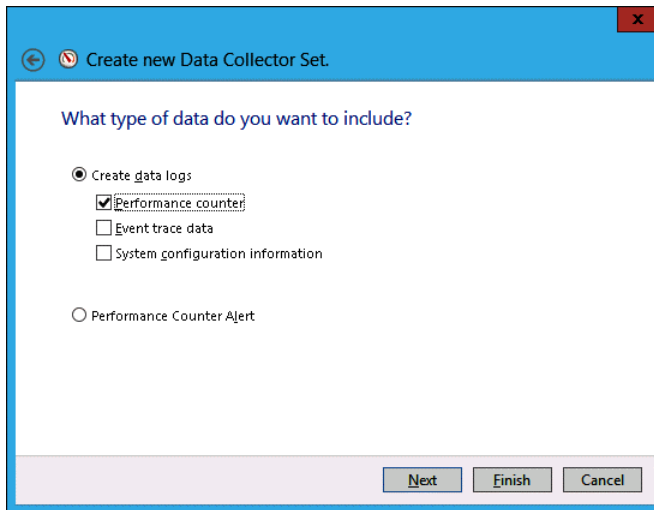 x
Create new Data Collector Set.
What type of data do you want to include?
Create data logs
Performance counter
Event trace data
System configuration information
Performance Counter Alert
Next Finish Cancel